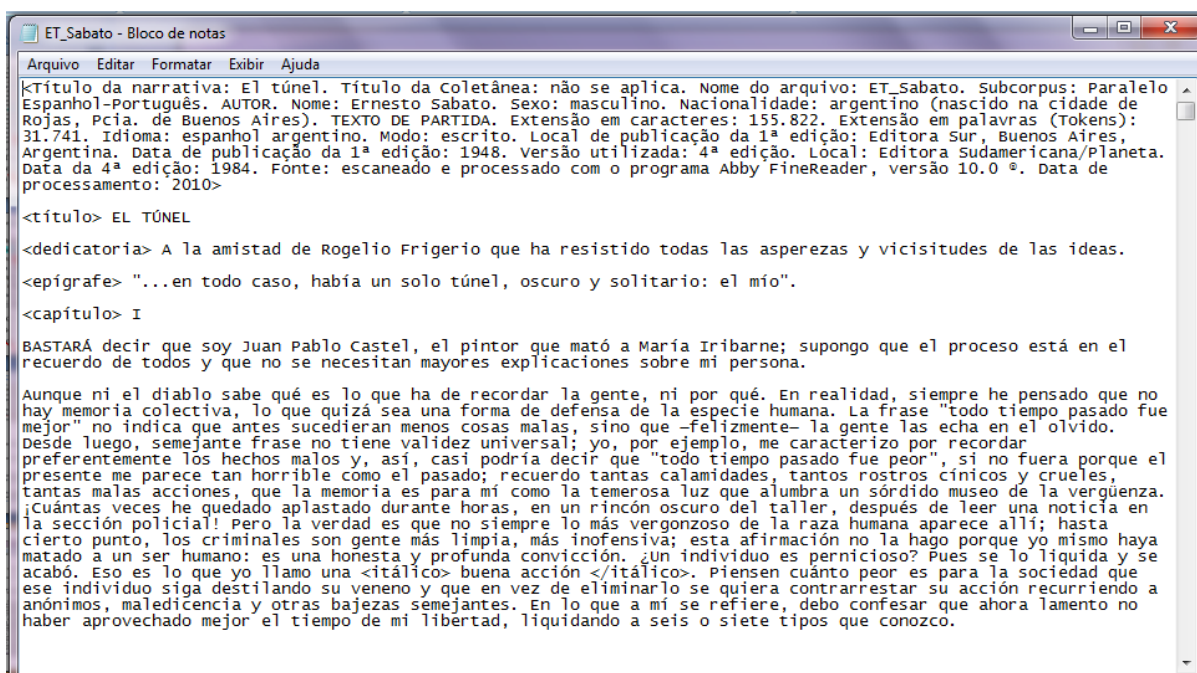 ET_Sabato - Bloco de notas
Arquivo Editar Formatar Exibir Ajuda
<Título da narrativa: El túnel. Título da Coletânea: não se aplica. Nome do arquivo: ET_Sabato. Subcorpus: Paralelo
Espanhol-Português. AUTOR. Nome: Ernesto Sabato. Sexo: masculino. Nacionalidade: argentino (nascido na cidade de
Rojas, Pcia. de Buenos Aires). TEXTO DE PARTIDA. Extensão em caracteres: 155.822. Extensão em palavras (Tokens):
31.741. Idioma: espanhol argentino. Modo: escrito. Local de publicação da 1ª edição: Editora Sur, Buenos Aires,
Argentina. Data de publicação da 1ª edição: 1948. Versão utilizada: 4ª edição. Local: Editora Sudamericana/Planeta.
Data da 4ª edição: 1984. Fonte: escaneado e processado com o programa Abby FineReader, versão 10.0 ®. Data de
processamento: 2010>
<título> EL TÚNEL
<dedicatoria> A la amistad de Rogelio Frigerio que ha resistido todas las asperezas y vicisitudes de las ideas.
<epígrafe> "...en todo caso, había un solo túnel, oscuro y solitario: el mío".
<capítulo> I
BASTARÁ decir que soy Juan Pablo Castel, el pintor que mató a María Iribarne; supongo que el proceso está en el
recuerdo de todos y que no se necesitan mayores explicaciones sobre mi persona.
Aunque ni el diablo sabe qué es lo que ha de recordar la gente, ni por qué. En realidad, siempre he pensado que no
hay memoria colectiva, lo que quizá sea una forma de defensa de la especie humana. La frase "todo tiempo pasado fue
mejor" no indica que antes sucedieran menos cosas malas, sino que –felizmente– la gente las echa en el olvido.
Desde luego, semejante frase no tiene validez universal; yo, por ejemplo, me caracterizo por recordar
preferentemente los hechos malos y, así, casi podría decir que "todo tiempo pasado fue peor", si no fuera porque el
presente me parece tan horrible como el pasado; recuerdo tantas calamidades, tantos rostros cínicos y crueles,
tantas malas acciones, que la memoria es para mí como la temerosa luz que alumbra un sórdido museo de la vergüenza.
¡Cuántas veces he quedado aplastado durante horas, en un rincón oscuro del taller, después de leer una noticia en
la sección policial! Pero la verdad es que no siempre lo más vergonzoso de la raza humana aparece allí; hasta
cierto punto, los criminales son gente más limpia, más inofensiva; esta afirmación no la hago porque yo mismo haya
matado a un ser humano: es una honesta y profunda convicción. ¿Un individuo es pernicioso? Pues se lo liquida y se
acabó. Eso es lo que yo llamo una <itálico> buena acción </itálico>. Piensen cuánto peor es para la sociedad que
ese individuo siga destilando su veneno y que en vez de eliminarlo se quiera contrarrestar su acción recurriendo a
anónimos, maledicencia y otras bajezas semejantes. En lo que a mí se refiere, debo confesar que ahora lamento no
haber aprovechado mejor el tiempo de mi libertad, liquidando a seis o siete tipos que conozco.